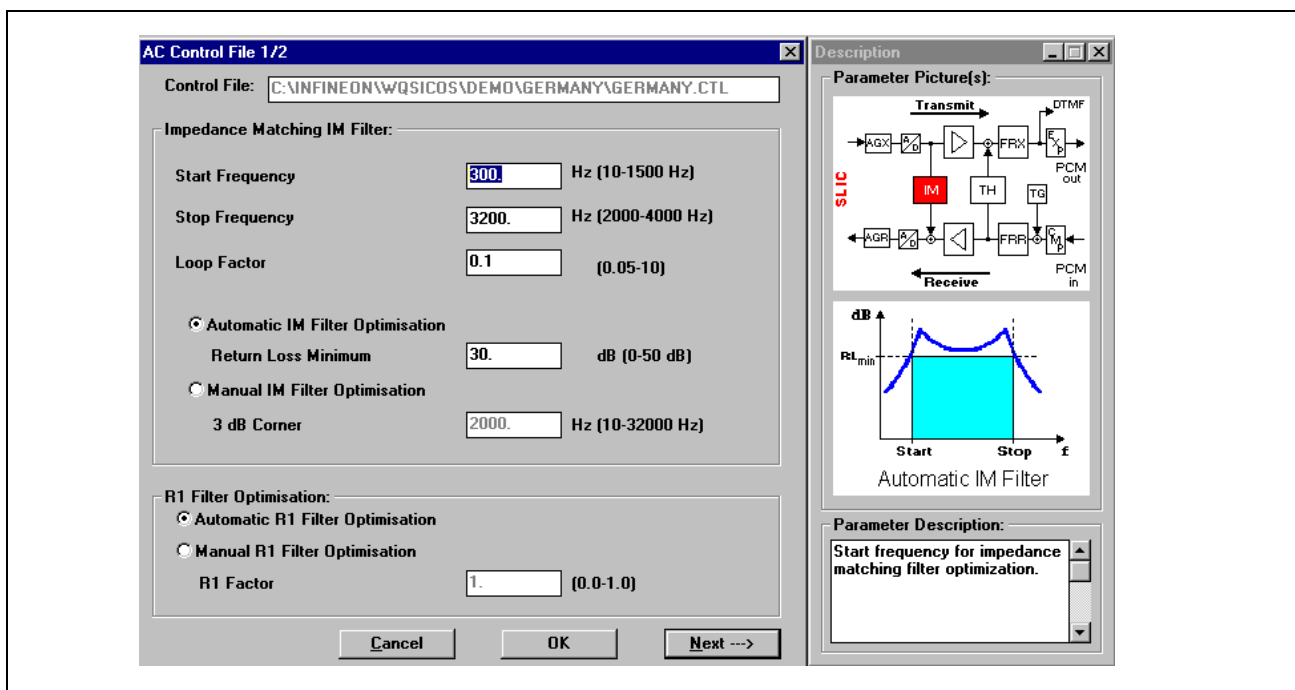 AC Control File 1/2
Control File: C:\INFINEON\WQSICOS\DEMO\GERMANY\GERMANY.CTL
Impedance Matching IM Filter:
Start Frequency 300. Hz (10-1500 Hz)
Stop Frequency 3200. Hz (2000-4000 Hz)
Loop Factor 0.1 (0.05-10)
Automatic IM Filter Optimisation
Return Loss Minimum 30. dB (0-50 dB)
Manual IM Filter Optimisation
3 dB Corner 2000. Hz (10-32000 Hz)
R1 Filter Optimisation:
Automatic R1 Filter Optimisation
Manual R1 Filter Optimisation
R1 Factor 1. (0.0-1.0)
Cancel OK Next --->
Description
Parameter Picture(s):
Transmit DTMF
AGX A/D FRX EXP
PCM out
SLIC
IM TH TG
AGR A/D FRR CMP
PCM in
Receive
dB
RLmin
Start Stop f
Automatic IM Filter
Parameter Description:
Start frequency for impedance
matching filter optimization.